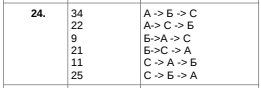 24. 34 А -> Б -> С
22 А-> С -> Б
9 Б->А -> С
21 Б->С -> А
11 С -> А -> Б
25 С -> Б -> А